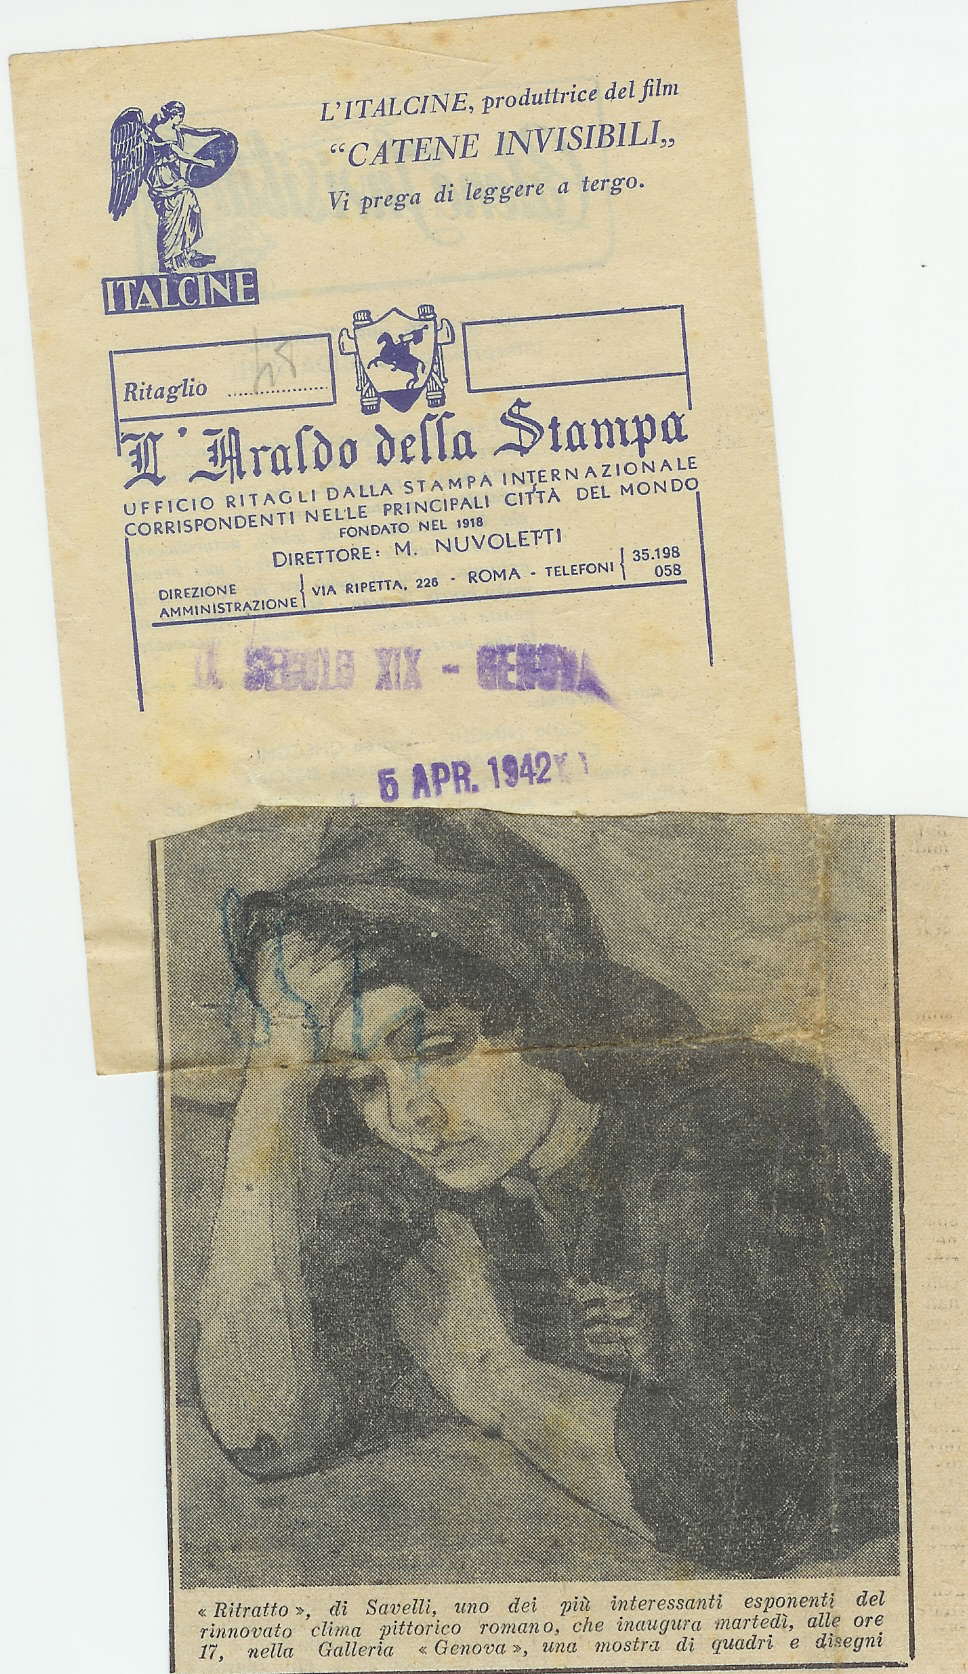 L'ITALCINE, produttrice del film
“CATENE INVISIBILI„
Vi prega di leggere a tergo.
ITALCINE
Ritaglio ............
L'Araldo della Stampa
UFFICIO RITAGLI DALLA STAMPA INTERNAZIONALE
CORRISPONDENTI NELLE PRINCIPALI CITTÀ DEL MONDO
FONDATO NEL 1918
DIRETTORE: M. NUVOLETTI
DIREZIONE
AMMINISTRAZIONE
VIA RIPETTA, 226 - ROMA - TELEFONI
35.198
058
IL SECOLO XIX - GENOVA
5 APR. 1942
« Ritratto », di Savelli, uno dei più interessanti esponenti del
rinnovato clima pittorico romano, che inaugura martedì, alle ore
17, nella Galleria « Genova », una mostra di quadri e disegni